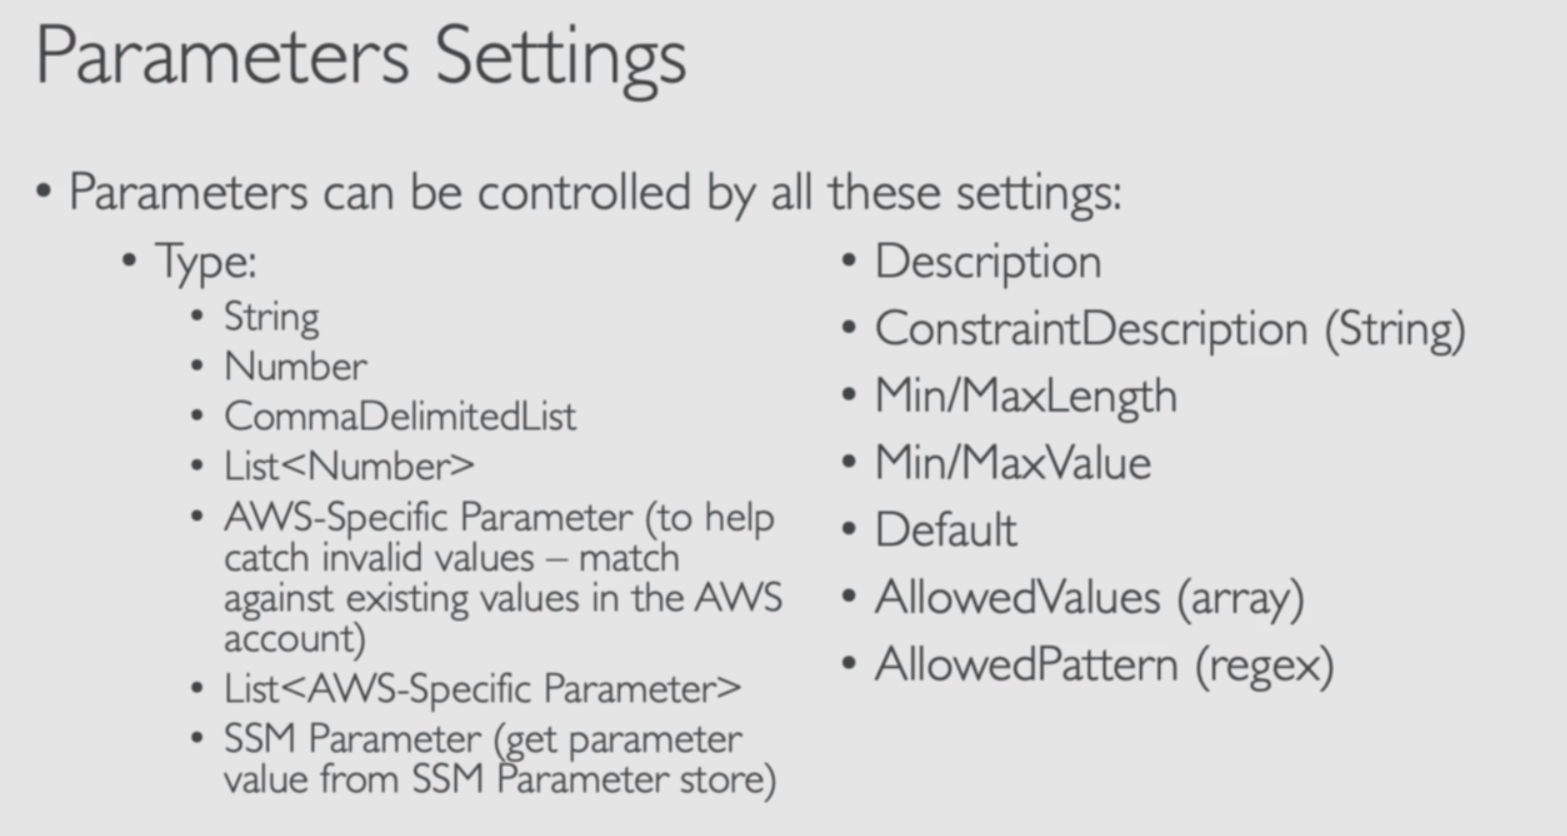 Parameters Settings
• Parameters can be controlled by all these settings:
• Type:
• String
• Number
• CommaDelimitedList
• List<Number>
• AWS-Specific Parameter (to help
catch invalid values – match
against existing values in the AWS
account)
• List<AWS-Specific Parameter>
• SSM Parameter (get parameter
value from SSM Parameter store)
• Description
• ConstraintDescription (String)
• Min/MaxLength
• Min/MaxValue
• Default
• AllowedValues (array)
• AllowedPattern (regex)